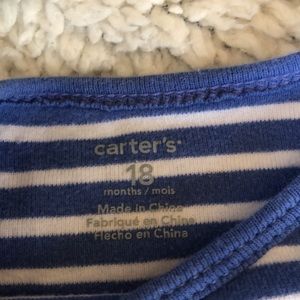 carter's
18
months / mois
Made in China
Fabriqué en Chine
Hecho en China